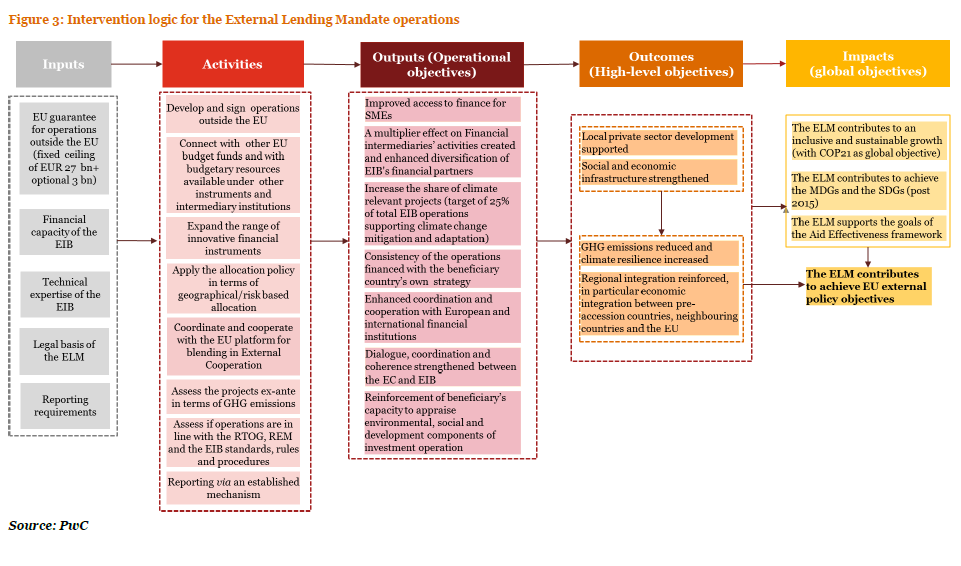 Figure 3: Intervention logic for the External Lending Mandate operations
Inputs
EU guarantee
for operations
outside the EU
(fixed ceiling
of EUR 27 bn+
optional 3 bn)
Financial
capacity of the
EIB
Technical
expertise of the
EIB
Legal basis of
the ELM
Reporting
requirements
Activities
Develop and sign operations
outside the EU
Connect with other EU
budget funds and with
budgetary resources
available under other
instruments and
intermediary institutions
Expand the range of
innovative financial
instruments
Apply the allocation policy
in terms of
geographical/risk based
allocation
Coordinate and cooperate
with the EU platform for
blending in External
Cooperation
Assess the projects ex-ante
in terms of GHG emissions
Assess if operations are in
line with the RTOG, REM
and the EIB standards, rules
and procedures
Reporting via an established
mechanism
Outputs (Operational
objectives)
Improved access to finance for
SMEs
A multiplier effect on Financial
intermediaries' activities created
and enhanced diversification of
EIB's financial partners
Increase the share of climate
relevant projects (target of 25%
of total EIB operations
supporting climate change
mitigation and adaptation)
Consistency of the operations
financed with the beneficiary
country's own strategy
Enhanced coordination and
cooperation with European and
international financial
institutions
Dialogue, coordination and
coherence strengthened between
the EC and EIB
Reinforcement of beneficiary's
capacity to appraise
environmental, social and
development components of
investment operation
Outcomes
(High-level objectives)
Local private sector development
supported
Social and economic
infrastructure strengthened
GHG emissions reduced and
climate resilience increased
Regional integration reinforced,
in particular economic
integration between pre-
accession countries, neighbouring
countries and the EU
Impacts
(global objectives)
The ELM contributes to an
inclusive and sustainable growth
(with COP21 as global objective)
The ELM contributes to achieve
the MDGs and the SDGs (post
2015)
The ELM supports the goals of
the Aid Effectiveness framework
The ELM contributes
to achieve EU external
policy objectives
Source: PwC